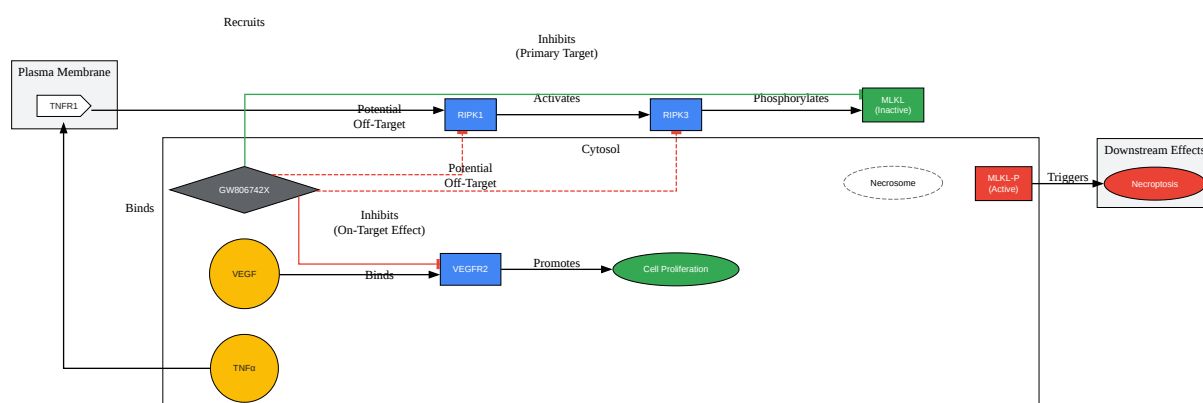 Recruits
Inhibits
(Primary Target)
Plasma Membrane
TNFR1
Potential
Off-Target
RIPK1
Activates
RIPK3
Phosphorylates
MLKL
(Inactive)
Cytosol
Downstream Effects
GW806742X
Potential
Off-Target
Necrosome
MLKL-P
(Active)
Triggers
Necroptosis
Binds
Inhibits
(On-Target Effect)
VEGF
Binds
VEGFR2
Promotes
Cell Proliferation
TNFα